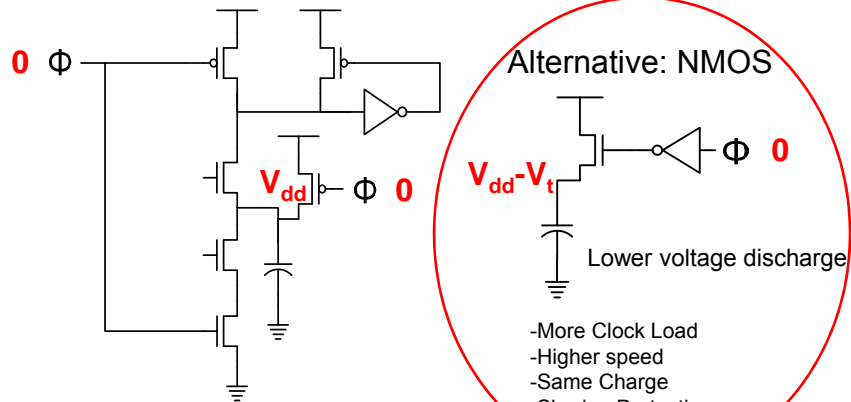 0 Φ
Alternative: NMOS
Vdd Φ 0
Vdd-Vt Φ 0
Lower voltage discharge
-More Clock Load
-Higher speed
-Same Charge